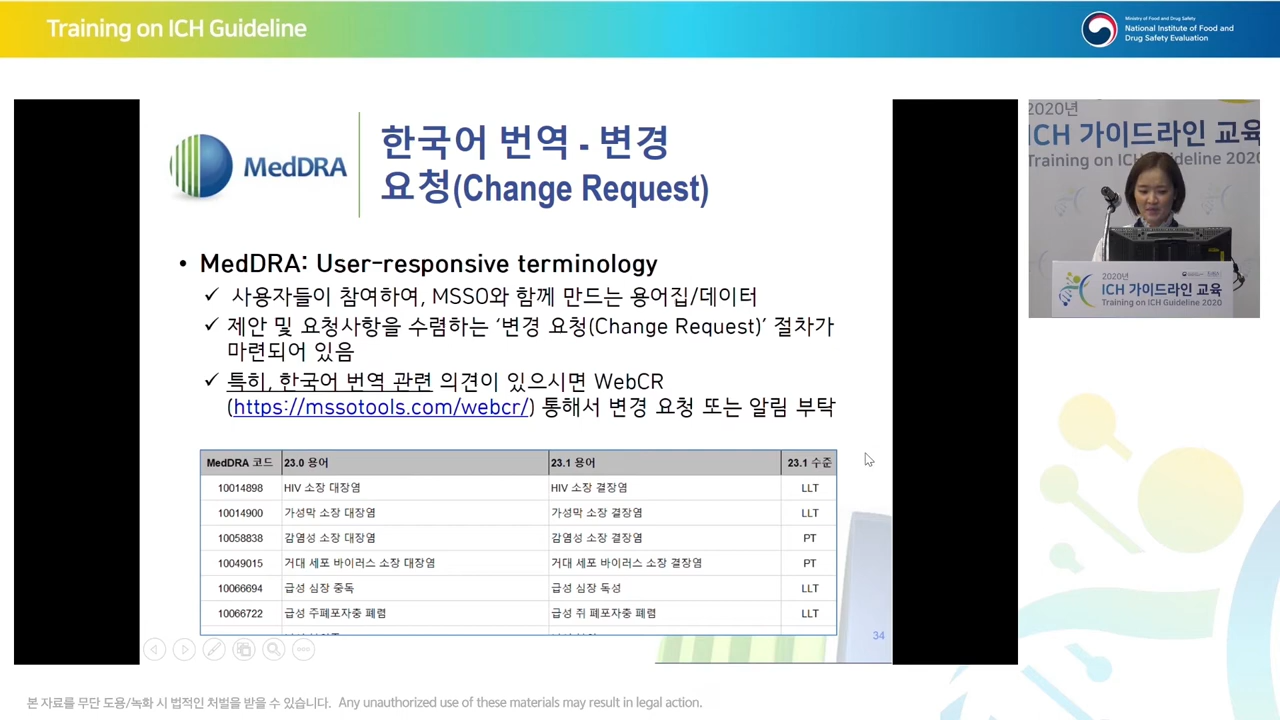 Training on ICH Guideline
Ministry of Food and Drug Safety
National Institute of Food and
Drug Safety Evaluation
MedDRA
한국어 번역 - 변경
요청(Change Request)
• MedDRA: User-responsive terminology
✓ 사용자들이 참여하여, MSSO와 함께 만드는 용어집/데이터
✓ 제안 및 요청사항을 수렴하는 ‘변경 요청(Change Request)’ 절차가
마련되어 있음
✓ 특히, 한국어 번역 관련 의견이 있으시면 WebCR
(https://mssotools.com/webcr/) 통해서 변경 요청 또는 알림 부탁
MedDRA 코드 23.0 용어 23.1 용어 23.1 수준
10014898 HIV 소장 대장염 HIV 소장 결장염 LLT
10014900 가성막 소장 대장염 가성막 소장 결장염 LLT
10058838 감염성 소장 대장염 감염성 소장 결장염 PT
10049015 거대 세포 바이러스 소장 대장염 거대 세포 바이러스 소장 결장염 PT
10066694 급성 심장 중독 급성 심장 독성 LLT
10066722 급성 주폐포자충 폐렴 급성 쥐 폐포자충 폐렴 LLT
34
2020년
ICH 가이드라인 교육
Training on ICH Guideline 2020
2020년
ICH 가이드라인 교육
Training on ICH Guideline 2020
본 자료를 무단 도용/녹화 시 법적인 처벌을 받을 수 있습니다. Any unauthorized use of these materials may result in legal action.